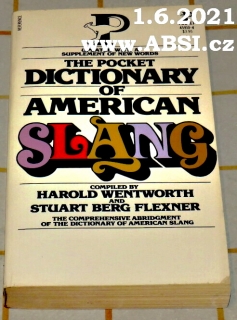 1.6.2021
www.ABSI.cz
SUPPLEMENT OF NEW WORDS
THE POCKET
DICTIONARY
OF
AMERICAN
SLANG
COMPILED BY
HAROLD WENTWORTH
AND
STUART BERG FLEXNER
THE COMPREHENSIVE ABRIDGMENT
OF THE DICTIONARY OF AMERICAN SLANG